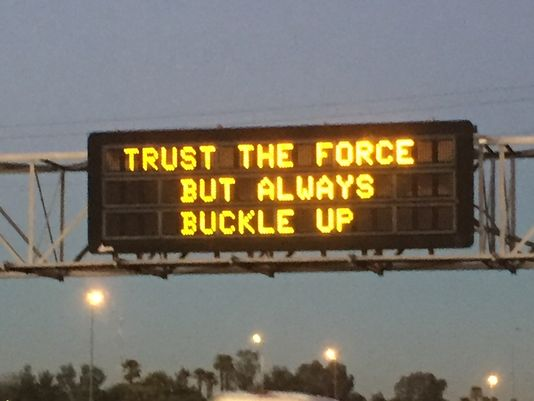 TRUST THE FORCE
BUT ALWAYS
BUCKLE UP